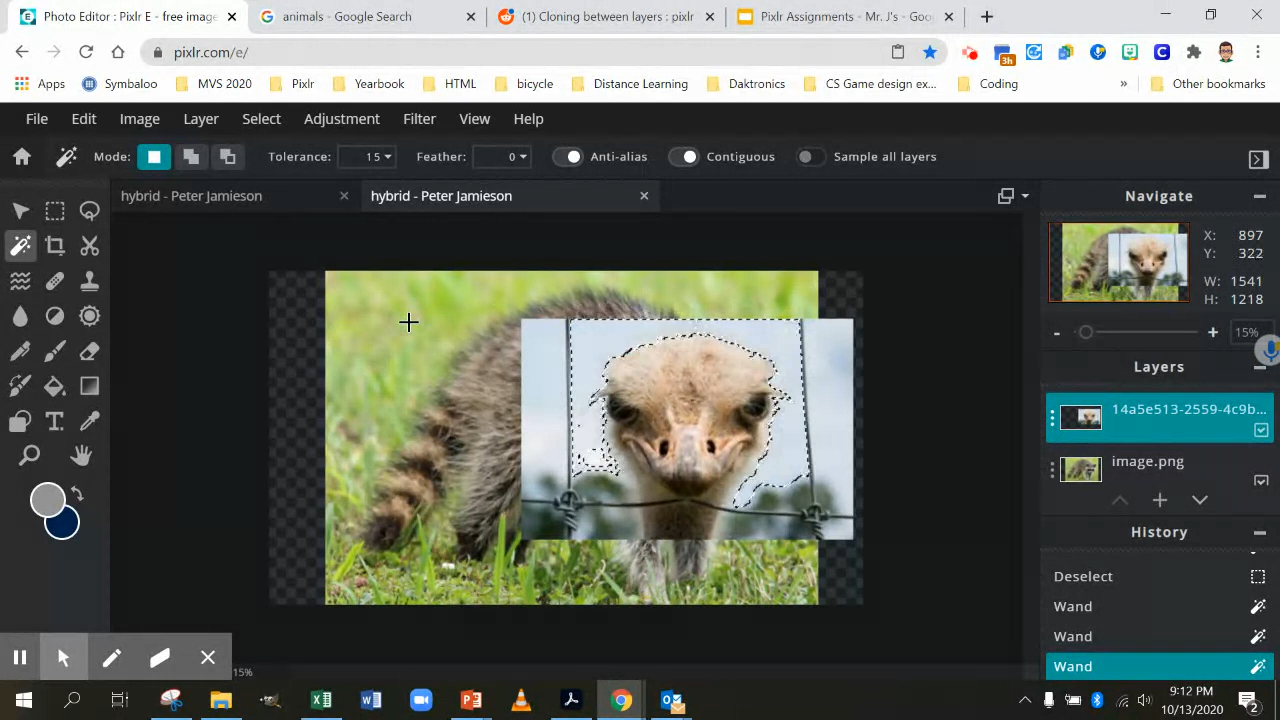 Photo Editor : Pixlr E - free image
animals - Google Search
(1) Cloning between layers : pixlr
Pixlr Assignments - Mr. J's - Goo
pixlr.com/e/
3h
Apps
Symbaloo
MVS 2020
Pixlr
Yearbook
HTML
bicycle
Distance Learning
Daktronics
CS Game design ex...
Coding
»
Other bookmarks
File Edit Image Layer Select Adjustment Filter View Help
Mode: Tolerance: 15 Feather: 0 Anti-alias Contiguous Sample all layers
hybrid - Peter Jamieson
hybrid - Peter Jamieson
Navigate
X: 897
Y: 322
W: 1541
H: 1218
15%
Layers
14a5e513-2559-4c9b...
image.png
History
Deselect
Wand
Wand
Wand
15%
9:12 PM
10/13/2020
2